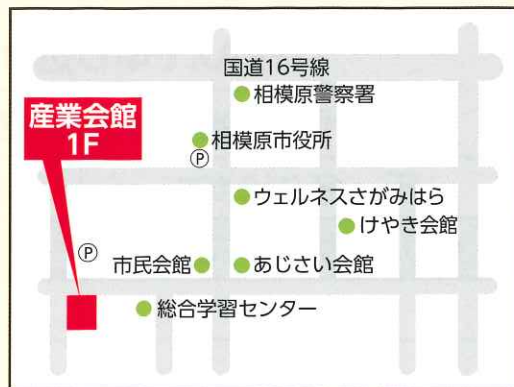 国道16号線
相模原警察署
産業会館
1F
相模原市役所
P
ウェルネスさがみはら
けやき会館
P
市民会館
あじさい会館
総合学習センター